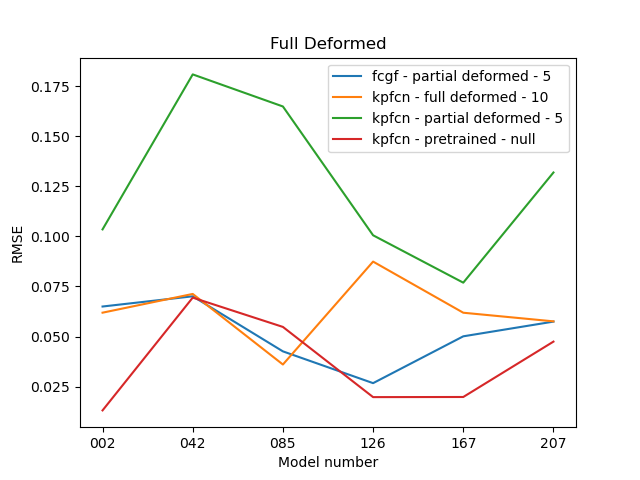 Full Deformed
fcgf - partial deformed - 5
kpfcn - full deformed - 10
kpfcn - partial deformed - 5
kpfcn - pretrained - null
RMSE
0.175
0.150
0.125
0.100
0.075
0.050
0.025
002 042 085 126 167 207
Model number